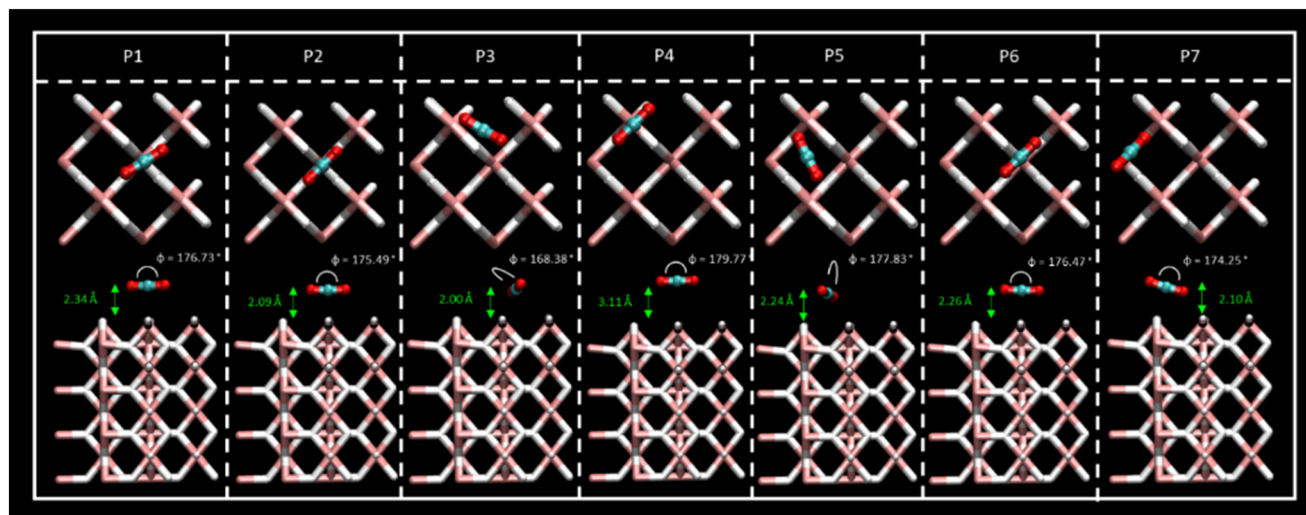 P1
P2
P3
P4
P5
P6
P7
ϕ = 176.73°
2.34 Å
ϕ = 175.49°
2.09 Å
ϕ = 168.38°
2.00 Å
ϕ = 179.77°
3.11 Å
ϕ = 177.83°
2.24 Å
ϕ = 176.47°
2.26 Å
ϕ = 174.25°
2.10 Å